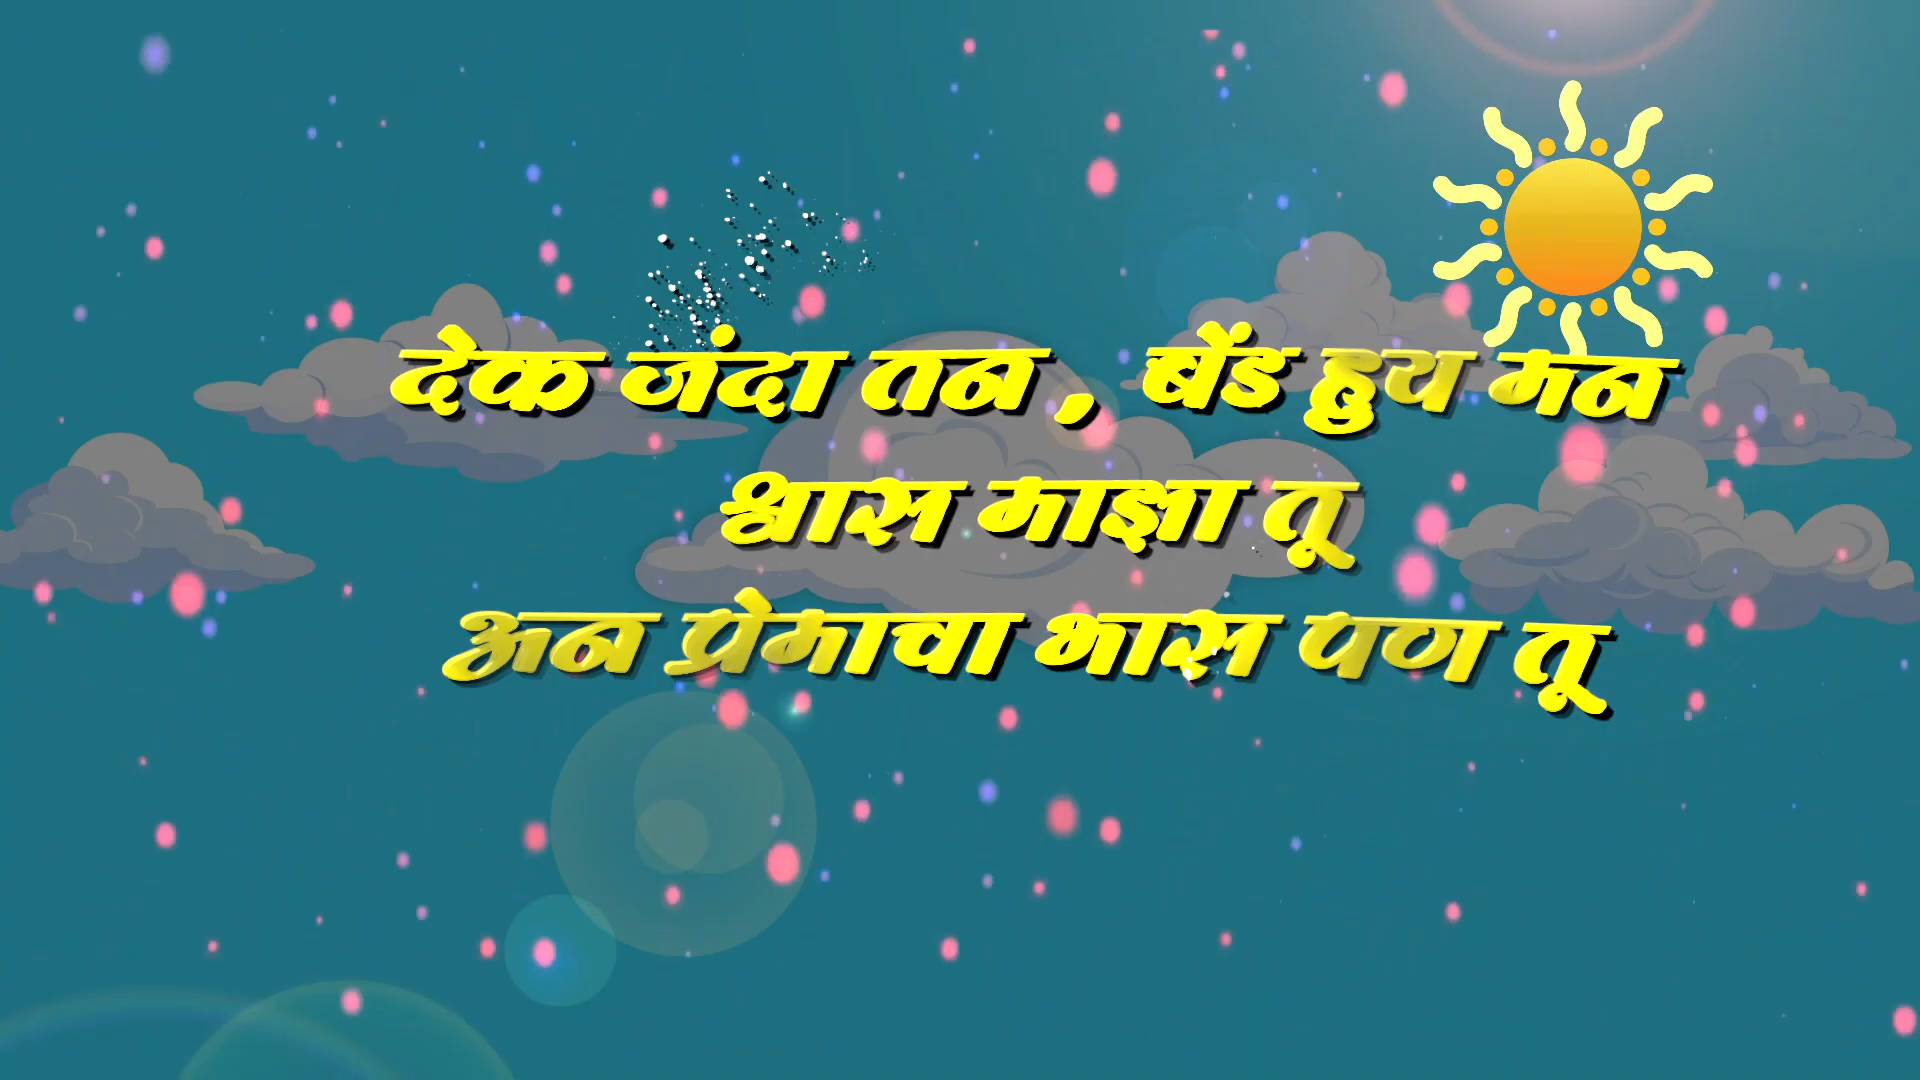 देक जंदा तन , बेंड हुय मन
श्वास माझा तू
अन प्रेमाचा भास पण तू